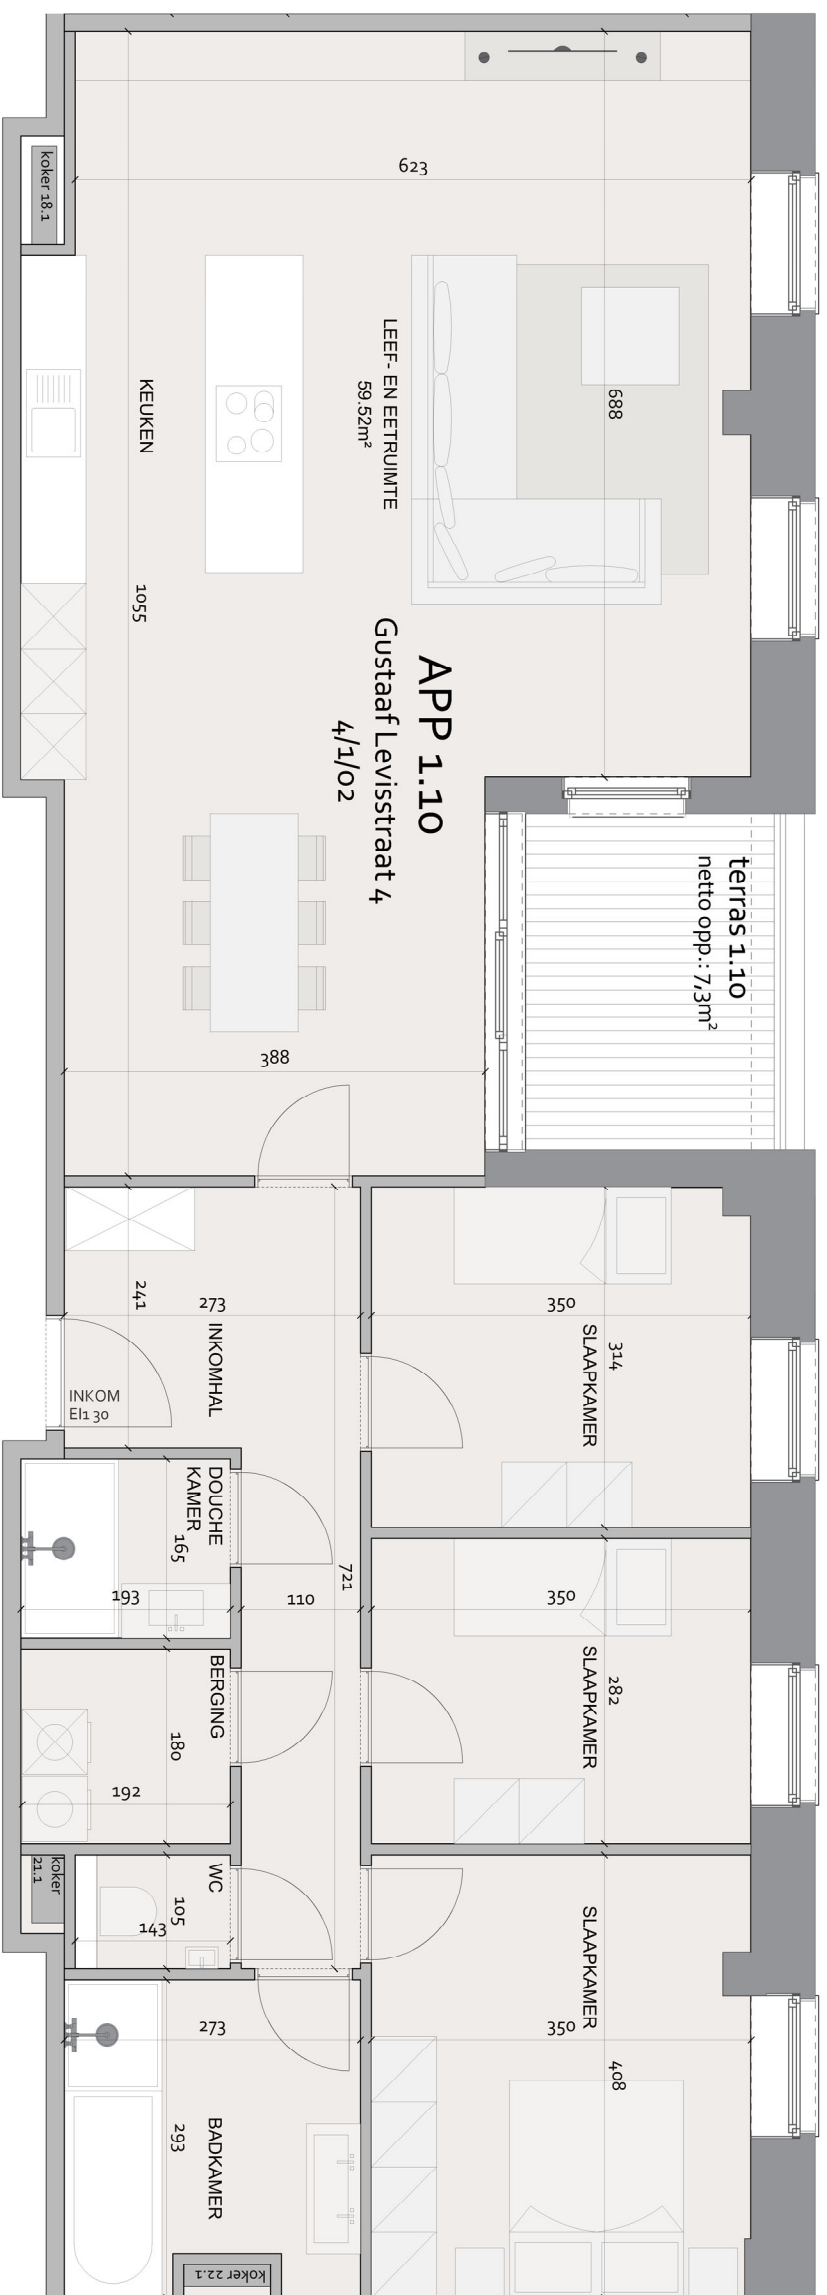 koker 18.1
623
KEUKEN
LEEF- EN EETRUIMTE
59.52m²
688
1055
APP 1.10
Gustaaf Levisstraat 4
4/1/02
terras 1.10
netto opp.: 7,3m²
388
241
273
INKOMHAL
350
314
SLAAPKAMER
INKOM
EI1 30
DOUCHE
KAMER
165
193
110
721
350
282
SLAAPKAMER
BERGING
180
192
koker
21.1
WC
105
143
SLAAPKAMER
273
350
408
293
BADKAMER
koker 22.1